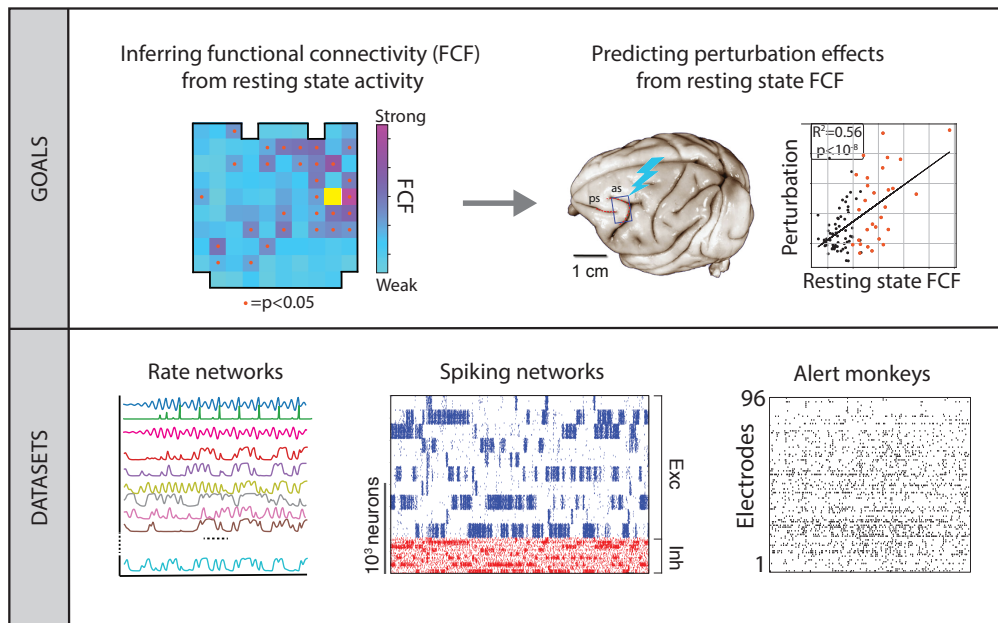 GOALS
Inferring functional connectivity (FCF)
from resting state activity
Strong
FCF
Weak
=p<0.05
Predicting perturbation effects
from resting state FCF
as
ps
1 cm
R²=0.56
p<10⁻⁸
Perturbation
Resting state FCF
DATASETS
Rate networks
Spiking networks
10³ neurons
Exc
Inh
Alert monkeys
96
Electrodes
1